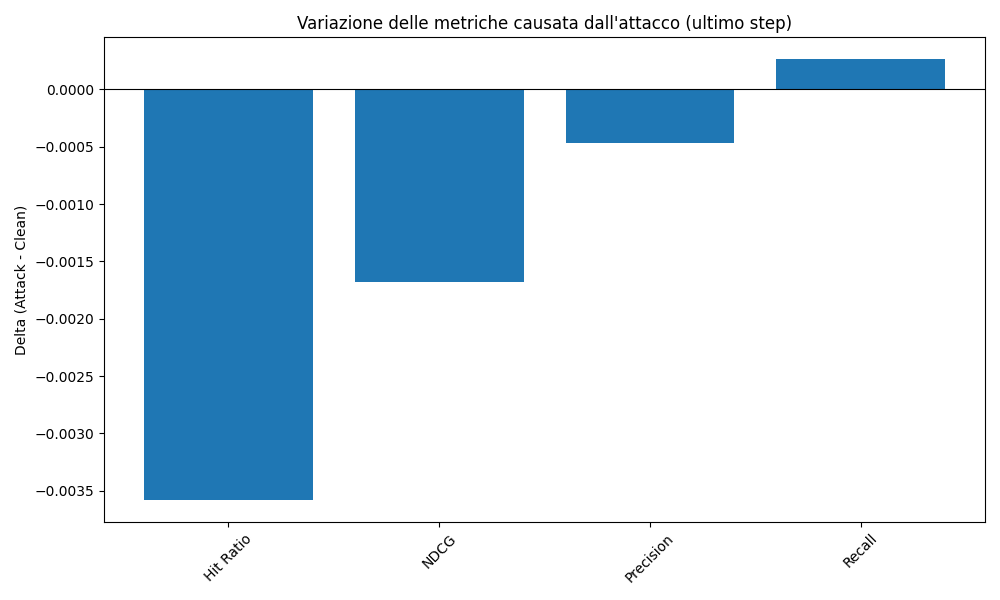 Variazione delle metriche causata dall'attacco (ultimo step)
Delta (Attack - Clean)
0.0000
−0.0005
−0.0010
−0.0015
−0.0020
−0.0025
−0.0030
−0.0035
Hit Ratio
NDCG
Precision
Recall